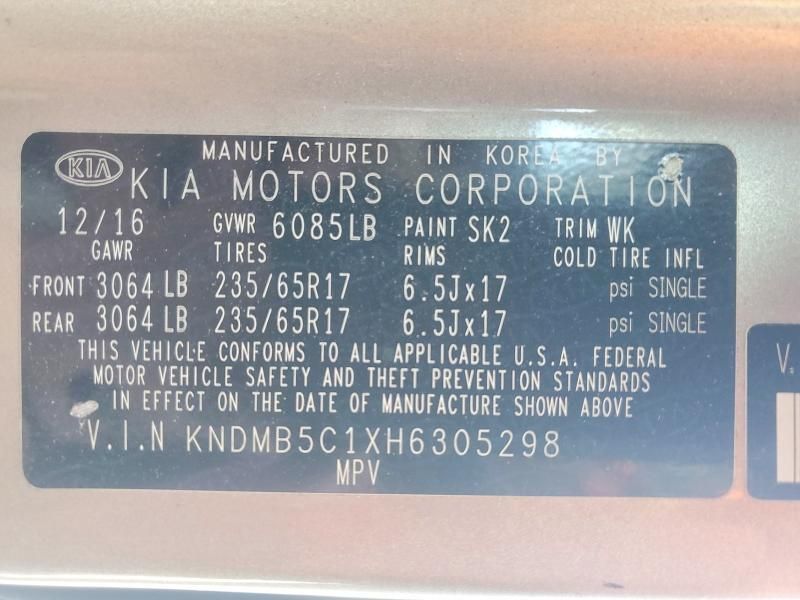 KIA
MANUFACTURED IN KOREA BY
KIA MOTORS CORPORATION
12/16 GVWR 6085LB PAINT SK2 TRIM WK
GAWR TIRES RIMS COLD TIRE INFL
FRONT 3064 LB 235/65R17 6.5Jx17 psi SINGLE
REAR 3064 LB 235/65R17 6.5Jx17 psi SINGLE
THIS VEHICLE CONFORMS TO ALL APPLICABLE U.S.A. FEDERAL
MOTOR VEHICLE SAFETY AND THEFT PREVENTION STANDARDS
IN EFFECT ON THE DATE OF MANUFACTURE SHOWN ABOVE
V.I.N KNDMB5C1XH6305298
MPV
V.